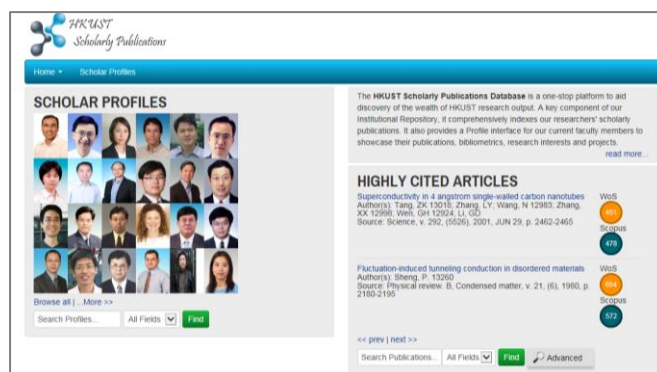 HKUST
Scholarly Publications
Home
Scholar Profiles
SCHOLAR PROFILES
Browse all | ...More >>
Search Profiles...
All Fields
Find
The HKUST Scholarly Publications Database is a one-stop platform to aid
discovery of the wealth of HKUST research output. A key component of our
Institutional Repository, it comprehensively indexes our researchers' scholarly
publications. It also provides a Profile interface for our current faculty members to
showcase their publications, bibliometrics, research interests and projects.
read more...
HIGHLY CITED ARTICLES
Superconductivity in 4 angstrom single-walled carbon nanotubes
Author(s): Tang, ZK 13018; Zhang, LY; Wang, N 12983; Zhang,
XX 12998; Wen, GH 12924; Li, GD
Source: Science, v. 292, (5526), 2001, JUN 29, p. 2462-2465
WoS
Scopus
478
Fluctuation-induced tunneling conduction in disordered materials
Author(s): Sheng, P. 13260
Source: Physical review. B, Condensed matter, v. 21, (6), 1980, p.
2180-2195
WoS
Scopus
572
<< prev | next >>
Search Publications...
All Fields
Find
Advanced